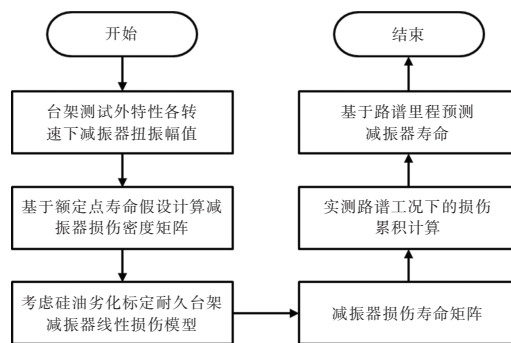 开始
台架测试外特性各转
速下减振器扭振幅值
基于额定点寿命假设计算减
振器损伤密度矩阵
考虑硅油劣化标定耐久台架
减振器线性损伤模型
减振器损伤寿命矩阵
实测路谱工况下的损伤
累积计算
基于路谱里程预测
减振器寿命
结束